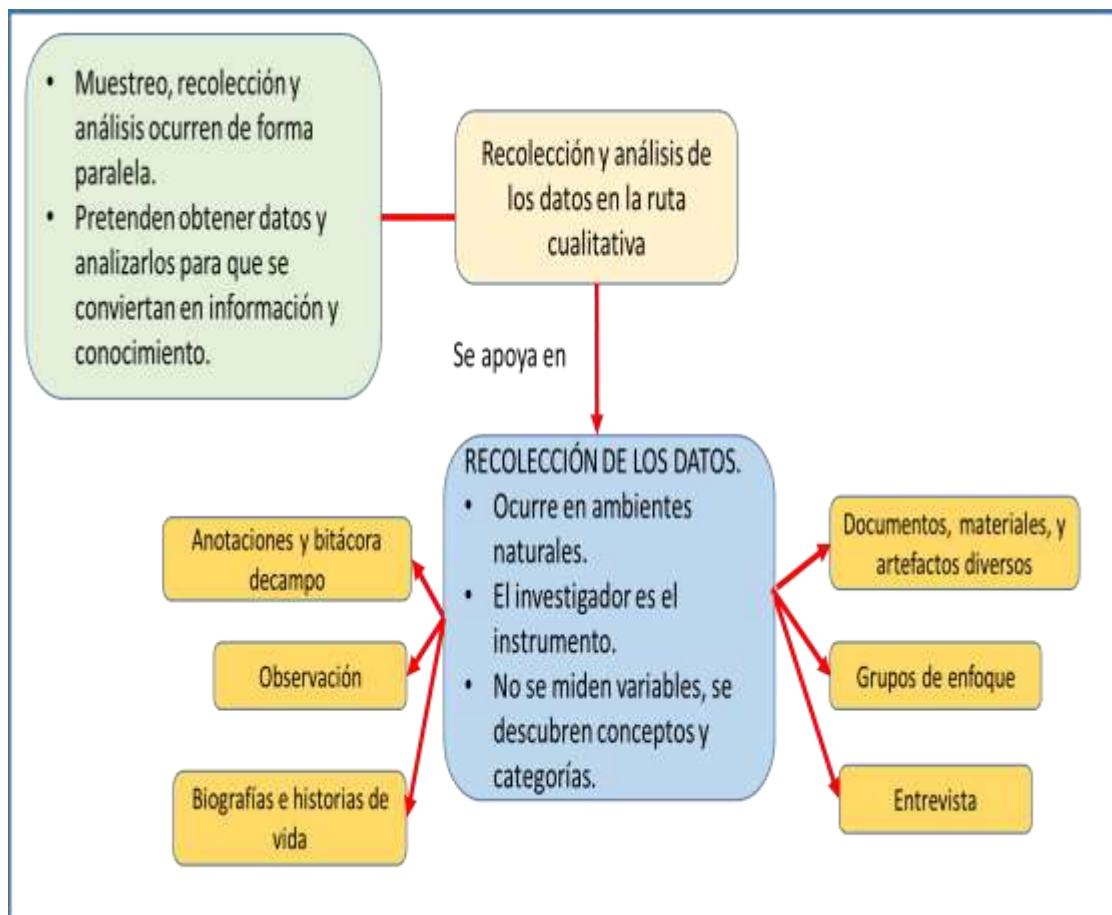 • Muestreo, recolección y
análisis ocurren de forma
paralela.
• Pretenden obtener datos y
analizarlos para que se
conviertan en información y
conocimiento.
Recolección y análisis de
los datos en la ruta
cualitativa
Se apoya en
RECOLECCIÓN DE LOS DATOS.
• Ocurre en ambientes
naturales.
• El investigador es el
instrumento.
• No se miden variables, se
descubren conceptos y
categorías.
Anotaciones y bitácora
decampo
Observación
Biografías e historias de
vida
Documentos, materiales, y
artefactos diversos
Grupos de enfoque
Entrevista